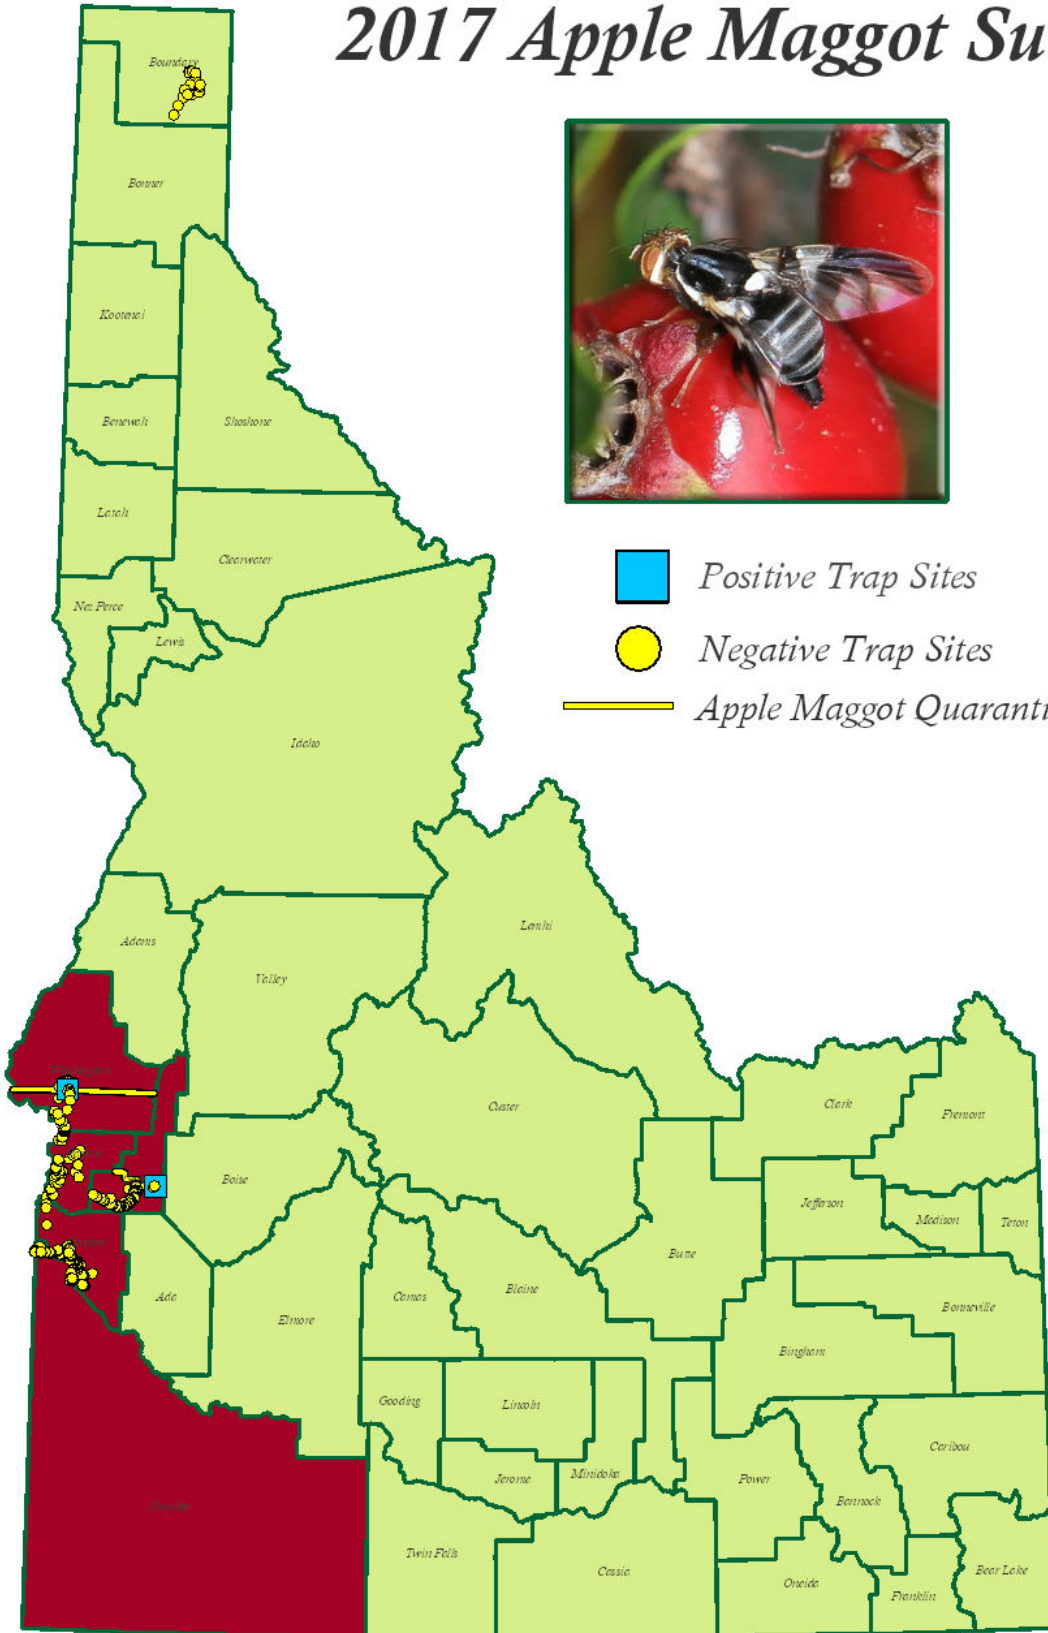 2017 Apple Maggot Su
Boundary
Bonner
Kootenai
Benewah
Shoshone
Latah
Clearwater
Positive Trap Sites
Nez Perce
Lewis
Negative Trap Sites
Apple Maggot Quaranti
Idaho
Adams
Lemhi
Valley
Custer
Clark
Fremont
Boise
Jefferson
Madison
Teton
Butte
Ada
Camas
Blaine
Bonneville
Elmore
Bingham
Gooding
Lincoln
Caribou
Jerome
Minidoka
Power
Bannock
Twin Falls
Cassia
Oneida
Bear Lake
Franklin